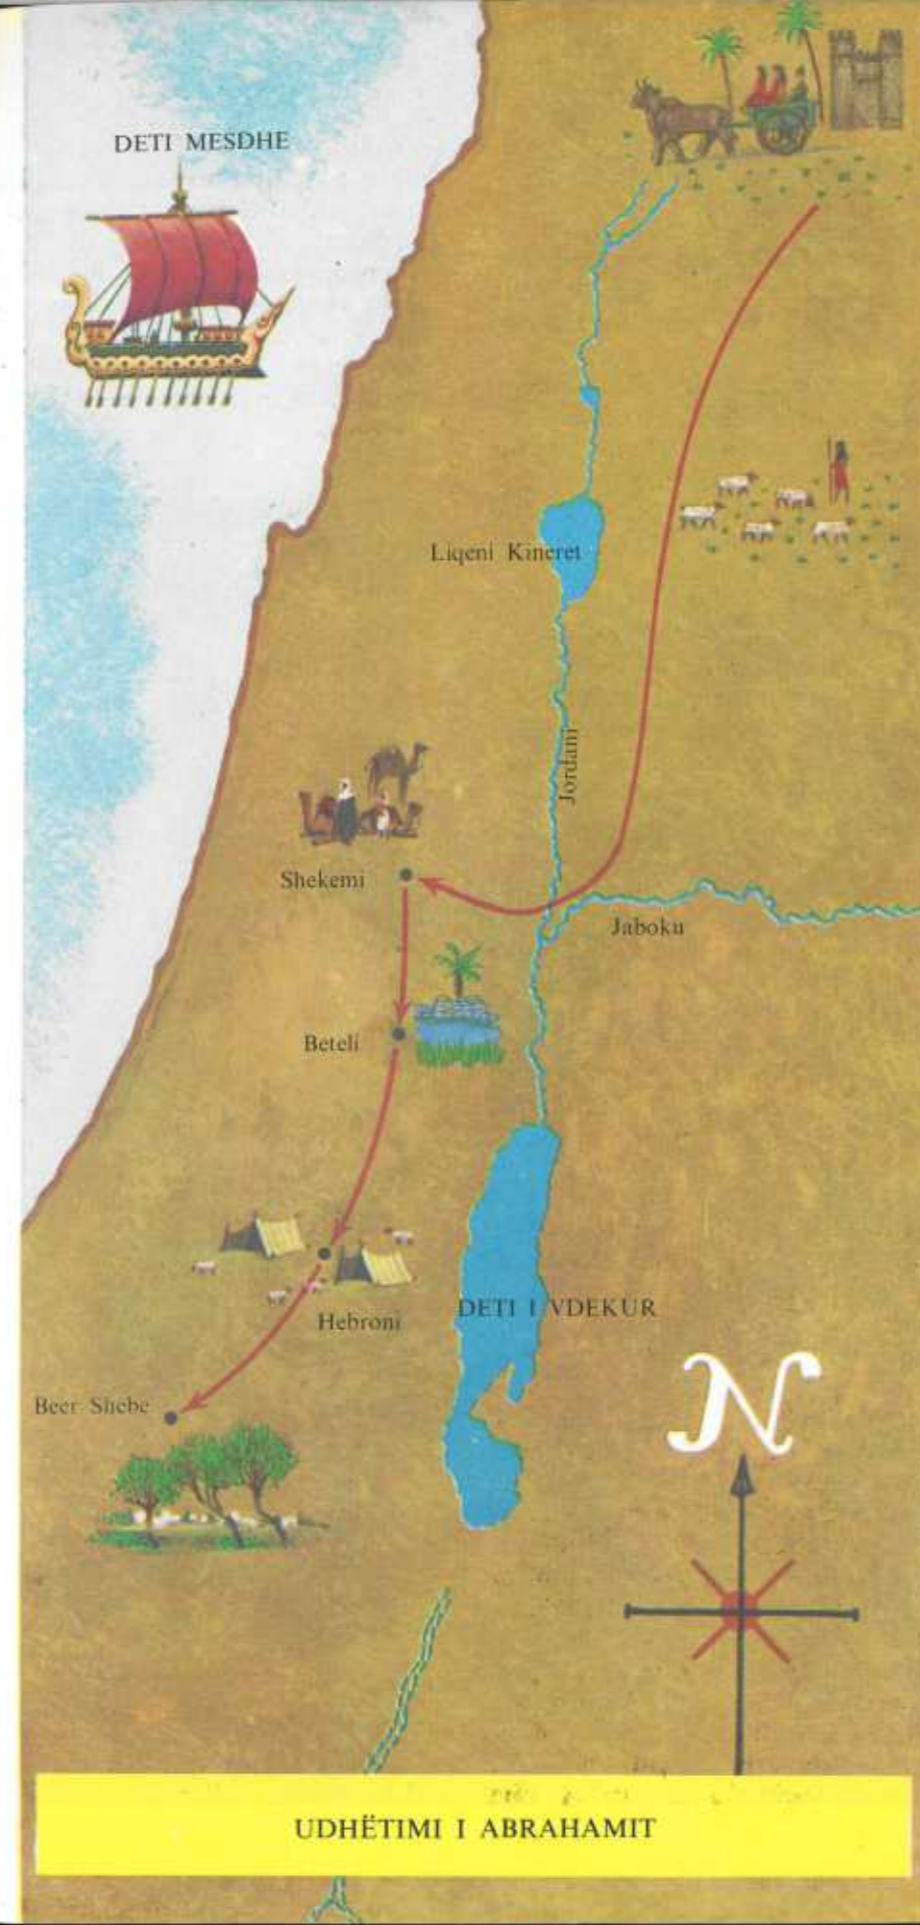 DETI MESDHE
Liqeni Kineret
Jordani
Shekemi
Jaboku
Beteli
DETI I VDEKUR
Hebroni
Beer Shebe
N
UDHËTIMI I ABRAHAMIT